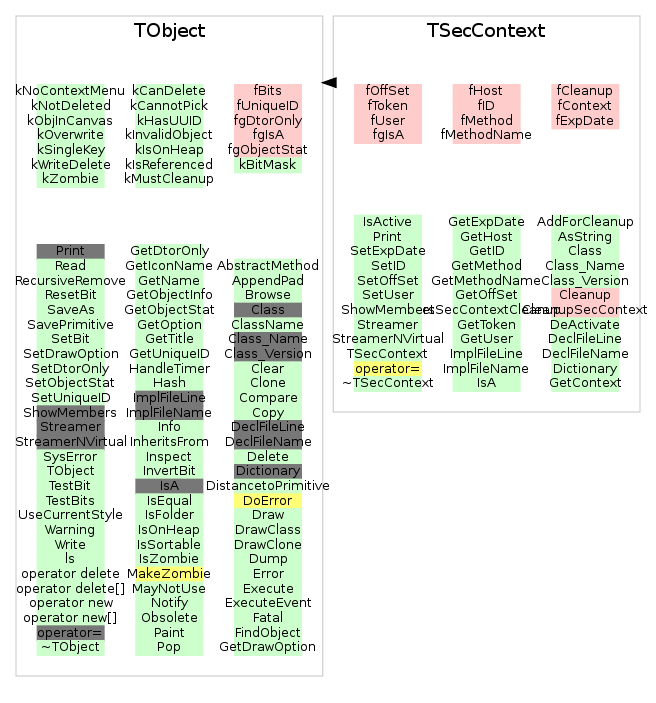 TObject
kNoContextMenu
kNotDeleted
kObjInCanvas
kOverwrite
kSingleKey
kWriteDelete
kZombie
kCanDelete
kCannotPick
kHasUUID
kInvalidObject
kIsOnHeap
kIsReferenced
kMustCleanup
fBits
fUniqueID
fgDtorOnly
fgIsA
fgObjectStat
kBitMask
Print
Read
RecursiveRemove
ResetBit
SaveAs
SavePrimitive
SetBit
SetDrawOption
SetDtorOnly
SetObjectStat
SetUniqueID
ShowMembers
Streamer
StreamerNVirtual
SysError
TObject
TestBit
TestBits
UseCurrentStyle
Warning
Write
ls
operator delete
operator delete[]
operator new
operator new[]
operator=
~TObject
GetDtorOnly
GetIconName
GetName
GetObjectInfo
GetObjectStat
GetOption
GetTitle
GetUniqueID
HandleTimer
Hash
ImplFileLine
ImplFileName
Info
InheritsFrom
Inspect
InvertBit
IsA
IsEqual
IsFolder
IsOnHeap
IsSortable
IsZombie
MakeZombie
MayNotUse
Notify
Obsolete
Paint
Pop
AbstractMethod
AppendPad
Browse
Class
ClassName
Class_Name
Class_Version
Clear
Clone
Compare
Copy
DeclFileLine
DeclFileName
Delete
Dictionary
DistancetoPrimitive
DoError
Draw
DrawClass
DrawClone
Dump
Error
Execute
ExecuteEvent
Fatal
FindObject
GetDrawOption
TSecContext
fOffSet
fToken
fUser
fgIsA
fHost
fID
fMethod
fMethodName
fCleanup
fContext
fExpDate
IsActive
Print
SetExpDate
SetID
SetOffSet
SetUser
ShowMembers
Streamer
StreamerNVirtual
TSecContext
operator=
~TSecContext
GetExpDate
GetHost
GetID
GetMethod
GetMethodName
GetOffSet
GetToken
GetUser
ImplFileLine
ImplFileName
IsA
AddForCleanup
AsString
Class
Class_Name
Class_Version
Cleanup
DeActivate
DeclFileLine
DeclFileName
Dictionary
GetContext